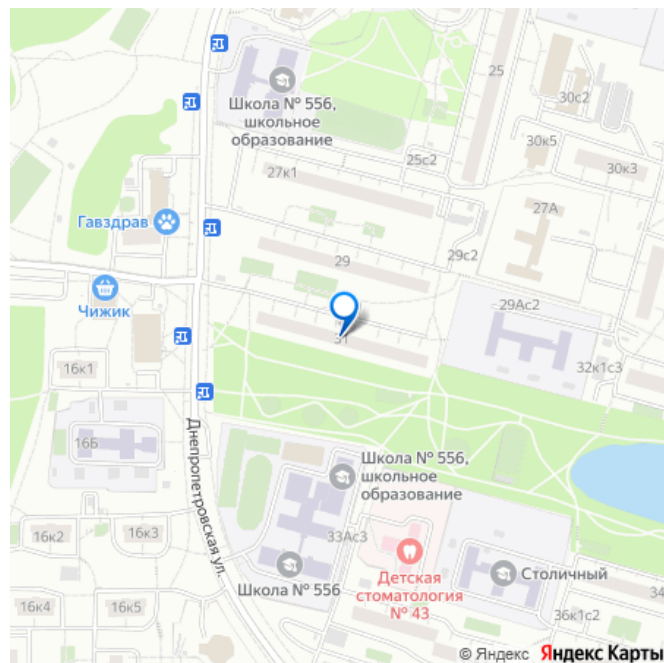 25
30с2
Школа № 556,
школьное
образование
30к5
25с2
30к3
27к1
27А
Гавздрав
29с2
29
29Ас2
Чижик
31
16к1
32к1с3
Днепропетровская ул.
16Б
Школа № 556,
школьное
образование
16к2
16к3
33Ас3
Столичный
Школа № 556
Детская
стоматология
№ 43
34
16к4
16к5
36к1с2
© Яндекс Яндекс Карты